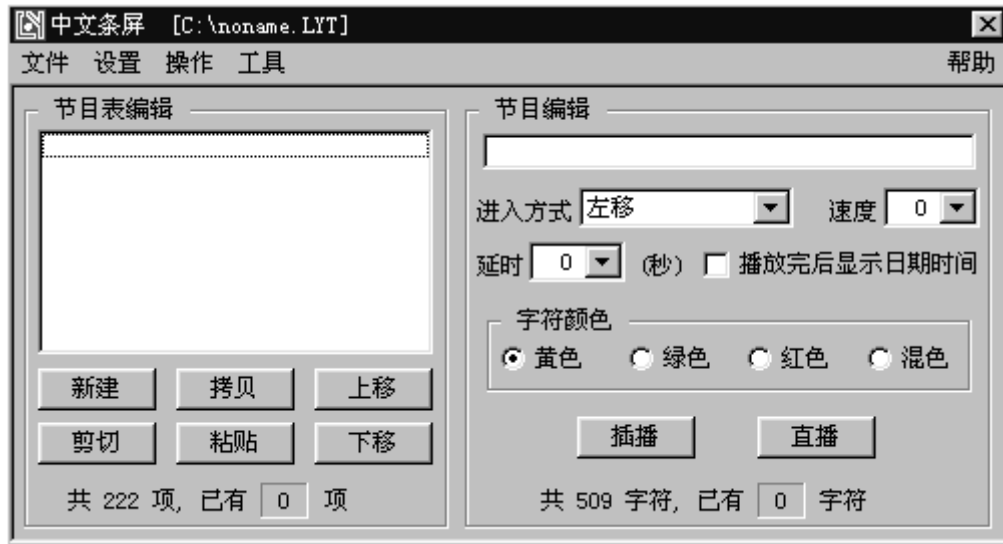 中文条屏 [C:\noname.LYT]
文件 设置 操作 工具 帮助
节目表编辑
新建 拷贝 上移
剪切 粘贴 下移
共 222 项, 已有 0 项
节目编辑
进入方式 左移 速度 0
延时 0 (秒) 播放完后显示日期时间
字符颜色
黄色 绿色 红色 混色
插播 直播
共 509 字符, 已有 0 字符